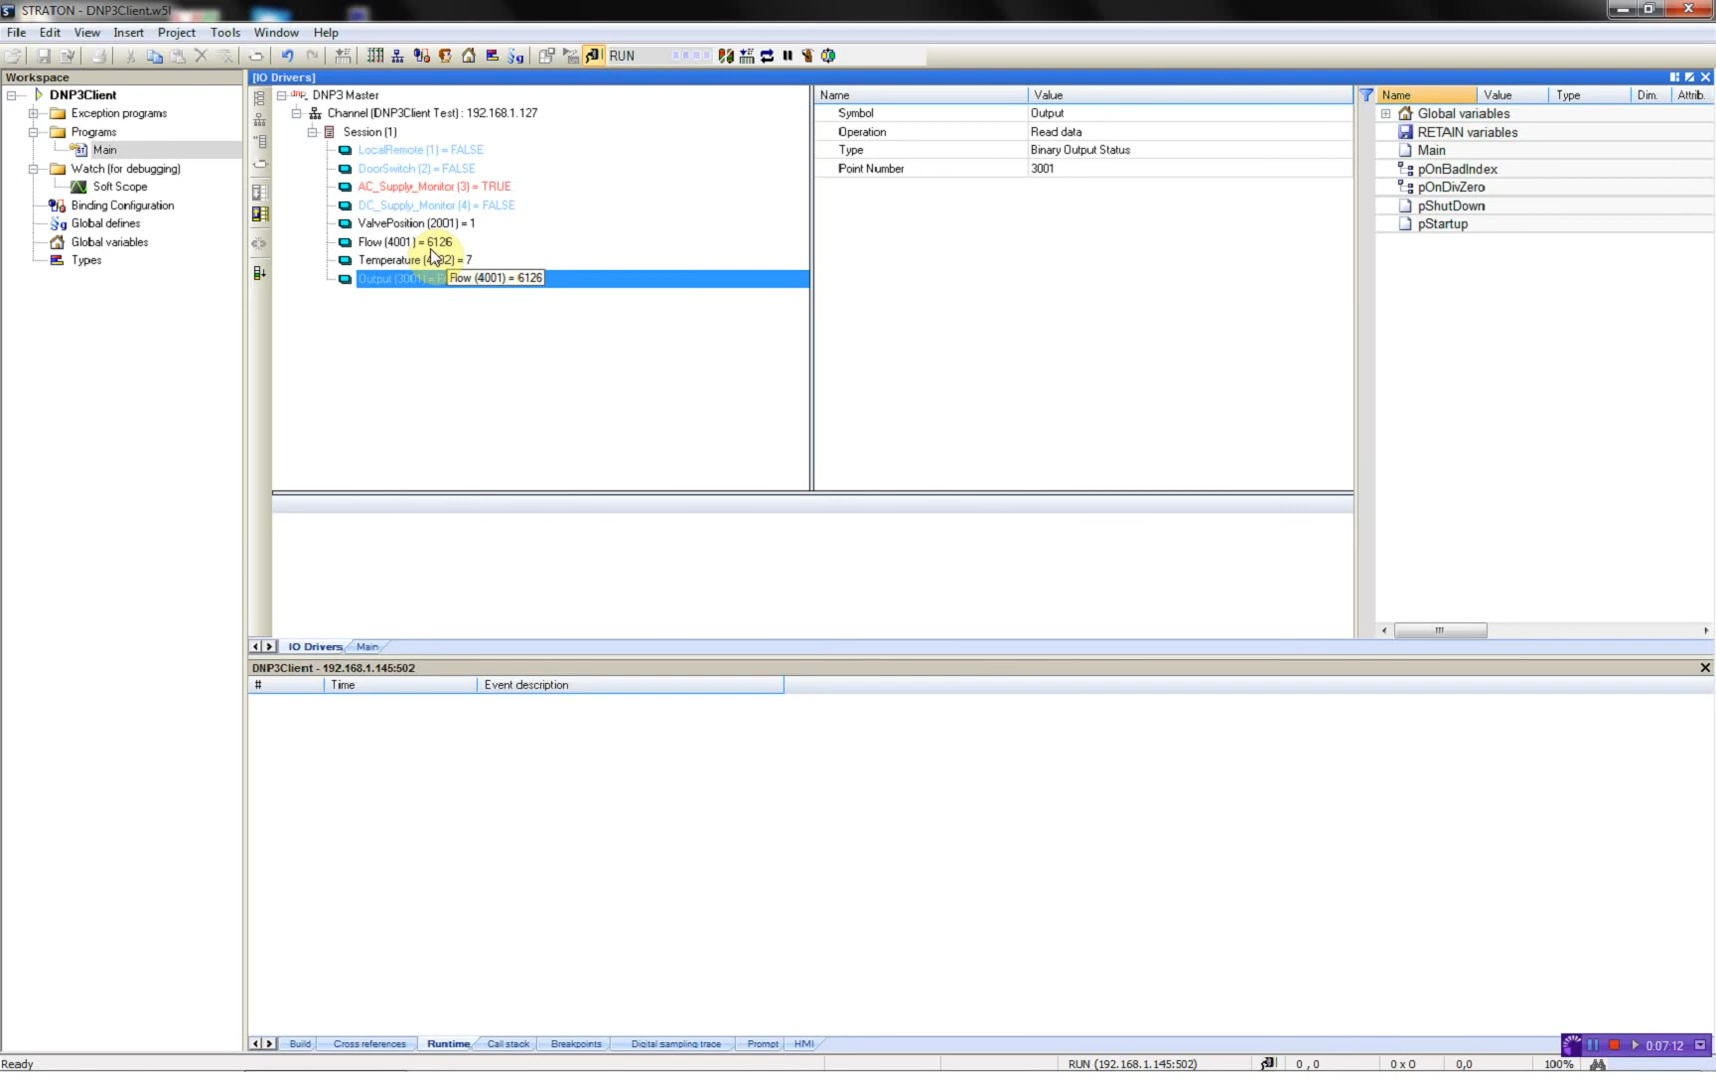 STRATON - DNP3Client.w5l
File Edit View Insert Project Tools Window Help
RUN
Workspace
DNP3Client
Exception programs
Programs
Main
Watch (for debugging)
Soft Scope
Binding Configuration
Global defines
Global variables
Types
[IO Drivers]
DNP3 Master
Channel (DNP3Client Test) : 192.168.1.127
Session (1)
LocalRemote (1) = FALSE
DoorSwitch (2) = FALSE
AC_Supply_Monitor (3) = TRUE
DC_Supply_Monitor (4) = FALSE
ValvePosition (2001) = 1
Flow (4001) = 6126
Temperature = 7
Output (3001) =
Flow (4001) = 6126
Name Value
Symbol Output
Operation Read data
Type Binary Output Status
Point Number 3001
Name Value Type Dim. Attrib.
Global variables
RETAIN variables
Main
pOnBadIndex
pOnDivZero
pShutDown
pStartup
IO Drivers Main
DNP3Client - 192.168.1.145:502
# Time Event description
Build Cross references Runtime Call stack Breakpoints Digital sampling trace Prompt HMI
0:07:12
Ready RUN (192.168.1.145:502) 0 , 0 0 x 0 0,0 100%